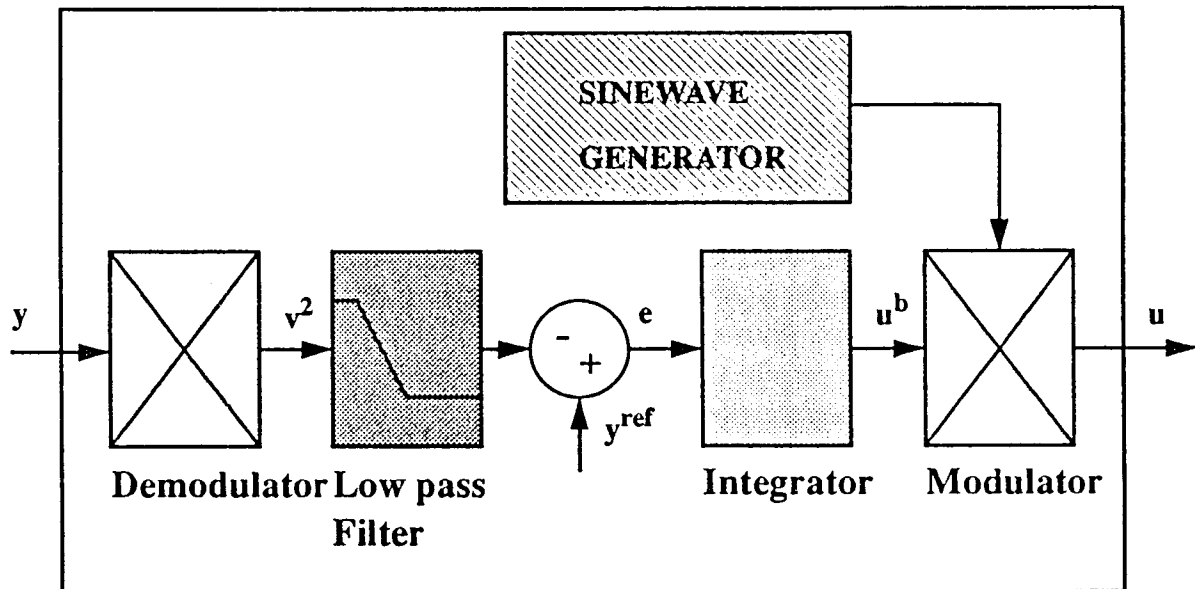 SINEWAVE
GENERATOR
y
v²
-
+
e
u^b
u
y^ref
Demodulator
Low pass
Filter
Integrator
Modulator